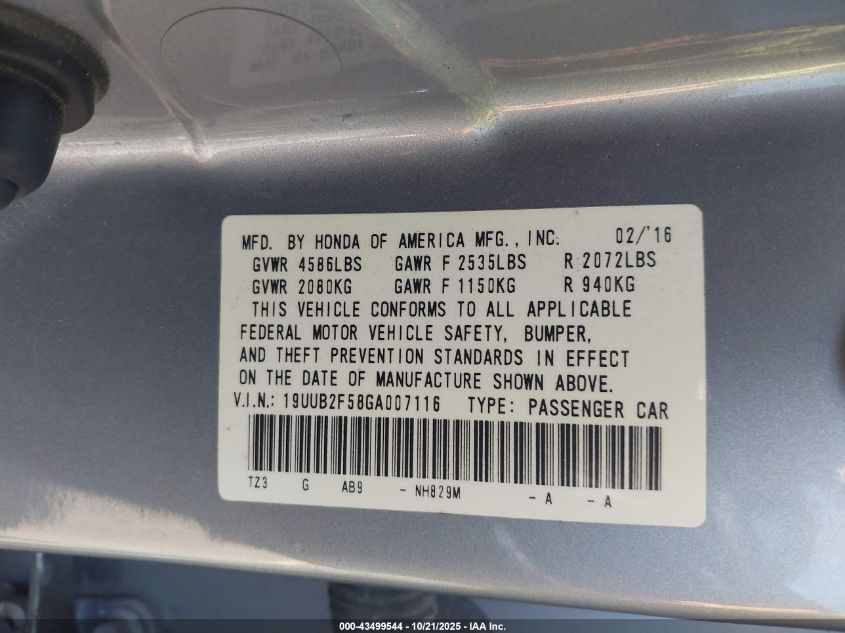 MFD. BY HONDA OF AMERICA MFG., INC. 02/'16
GVWR 4586LBS GAWR F 2535LBS R 2072LBS
GVWR 2080KG GAWR F 1150KG R 940KG
THIS VEHICLE CONFORMS TO ALL APPLICABLE
FEDERAL MOTOR VEHICLE SAFETY, BUMPER,
AND THEFT PREVENTION STANDARDS IN EFFECT
ON THE DATE OF MANUFACTURE SHOWN ABOVE.
V.I.N.: 19UUB2F58GA007116 TYPE: PASSENGER CAR
TZ3 G AB9 - NH829M - A - A
000-43499544 - 10/21/2025 - IAA Inc.